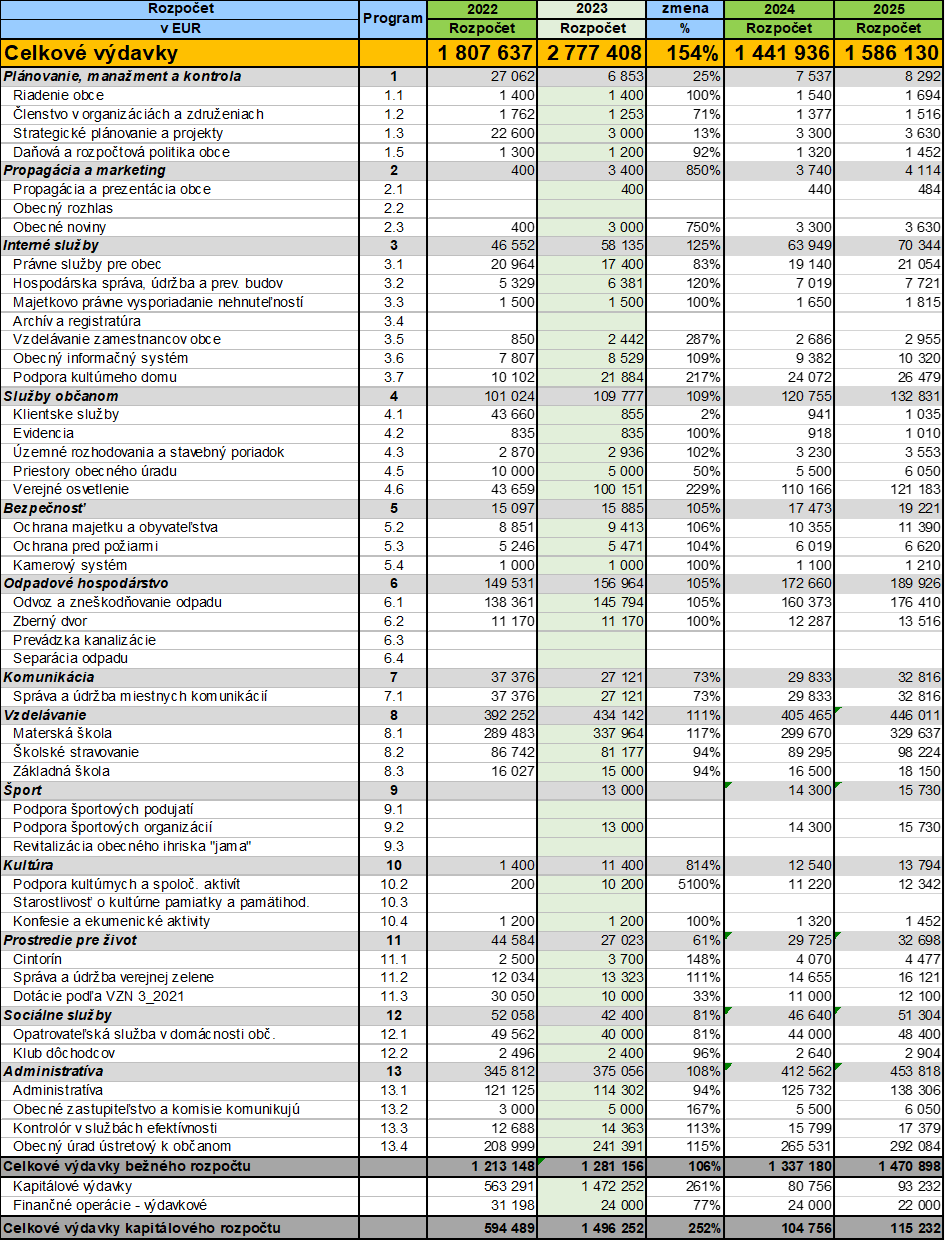 Rozpočet Program 2022 2023 zmena 2024 2025
v EUR Rozpočet Rozpočet % Rozpočet Rozpočet
Celkové výdavky 1 807 637 2 777 408 154% 1 441 936 1 586 130
Plánovanie, manažment a kontrola 1 27 062 6 853 25% 7 537 8 292
Riadenie obce 1.1 1 400 1 400 100% 1 540 1 694
Členstvo v organizáciách a združeniach 1.2 1 762 1 253 71% 1 377 1 516
Strategické plánovanie a projekty 1.3 22 600 3 000 13% 3 300 3 630
Daňová a rozpočtová politika obce 1.5 1 300 1 200 92% 1 320 1 452
Propagácia a marketing 2 400 3 400 850% 3 740 4 114
Propagácia a prezentácia obce 2.1 400 440 484
Obecný rozhlas 2.2
Obecné noviny 2.3 400 3 000 750% 3 300 3 630
Interné služby 3 46 552 58 135 125% 63 949 70 344
Právne služby pre obec 3.1 20 964 17 400 83% 19 140 21 054
Hospodárska správa, údržba a prev. budov 3.2 5 329 6 381 120% 7 019 7 721
Majetkovo právne vysporiadanie nehnuteľností 3.3 1 500 1 500 100% 1 650 1 815
Archív a registratúra 3.4
Vzdelávanie zamestnancov obce 3.5 850 2 442 287% 2 686 2 955
Obecný informačný systém 3.6 7 807 8 529 109% 9 382 10 320
Podpora kultúrneho domu 3.7 10 102 21 884 217% 24 072 26 479
Služby občanom 4 101 024 109 777 109% 120 755 132 831
Klientske služby 4.1 43 660 855 2% 941 1 035
Evidencia 4.2 835 835 100% 918 1 010
Územné rozhodovania a stavebný poriadok 4.3 2 870 2 936 102% 3 230 3 553
Priestory obecného úradu 4.5 10 000 5 000 50% 5 500 6 050
Verejné osvetlenie 4.6 43 659 100 151 229% 110 166 121 183
Bezpečnosť 5 15 097 15 885 105% 17 473 19 221
Ochrana majetku a obyvateľstva 5.2 8 851 9 413 106% 10 355 11 390
Ochrana pred požiarmi 5.3 5 246 5 471 104% 6 019 6 620
Kamerový systém 5.4 1 000 1 000 100% 1 100 1 210
Odpadové hospodárstvo 6 149 531 156 964 105% 172 660 189 926
Odvoz a zneškodňovanie odpadu 6.1 138 361 145 794 105% 160 373 176 410
Zberný dvor 6.2 11 170 11 170 100% 12 287 13 516
Prevádzka kanalizácie 6.3
Separácia odpadu 6.4
Komunikácia 7 37 376 27 121 73% 29 833 32 816
Správa a údržba miestnych komunikácií 7.1 37 376 27 121 73% 29 833 32 816
Vzdelávanie 8 392 252 434 142 111% 405 465 446 011
Materská škola 8.1 289 483 337 964 117% 299 670 329 637
Školské stravovanie 8.2 86 742 81 177 94% 89 295 98 224
Základná škola 8.3 16 027 15 000 94% 16 500 18 150
Šport 9 13 000 14 300 15 730
Podpora športových podujatí 9.1
Podpora športových organizácií 9.2 13 000 14 300 15 730
Revitalizácia obecného ihriska "jama" 9.3
Kultúra 10 1 400 11 400 814% 12 540 13 794
Podpora kultúrnych a spoloč. aktivít 10.2 200 10 200 5100% 11 220 12 342
Starostlivosť o kultúrne pamiatky a pamätihod. 10.3
Konfesie a ekumenické aktivity 10.4 1 200 1 200 100% 1 320 1 452
Prostredie pre život 11 44 584 27 023 61% 29 725 32 698
Cintorín 11.1 2 500 3 700 148% 4 070 4 477
Správa a údržba verejnej zelene 11.2 12 034 13 323 111% 14 655 16 121
Dotácie podľa VZN 3_2021 11.3 30 050 10 000 33% 11 000 12 100
Sociálne služby 12 52 058 42 400 81% 46 640 51 304
Opatrovateľská služba v domácnosti obč. 12.1 49 562 40 000 81% 44 000 48 400
Klub dôchodcov 12.2 2 496 2 400 96% 2 640 2 904
Administratíva 13 345 812 375 056 108% 412 562 453 818
Administratíva 13.1 121 125 114 302 94% 125 732 138 306
Obecné zastupiteľstvo a komisie komunikujú 13.2 3 000 5 000 167% 5 500 6 050
Kontrolór v službách efektívnosti 13.3 12 688 14 363 113% 15 799 17 379
Obecný úrad ústretový k občanom 13.4 208 999 241 391 115% 265 531 292 084
Celkové výdavky bežného rozpočtu 1 213 148 1 281 156 106% 1 337 180 1 470 898
Kapitálové výdavky 563 291 1 472 252 261% 80 756 93 232
Finančné operácie - výdavkové 31 198 24 000 77% 24 000 22 000
Celkové výdavky kapitálového rozpočtu 594 489 1 496 252 252% 104 756 115 232